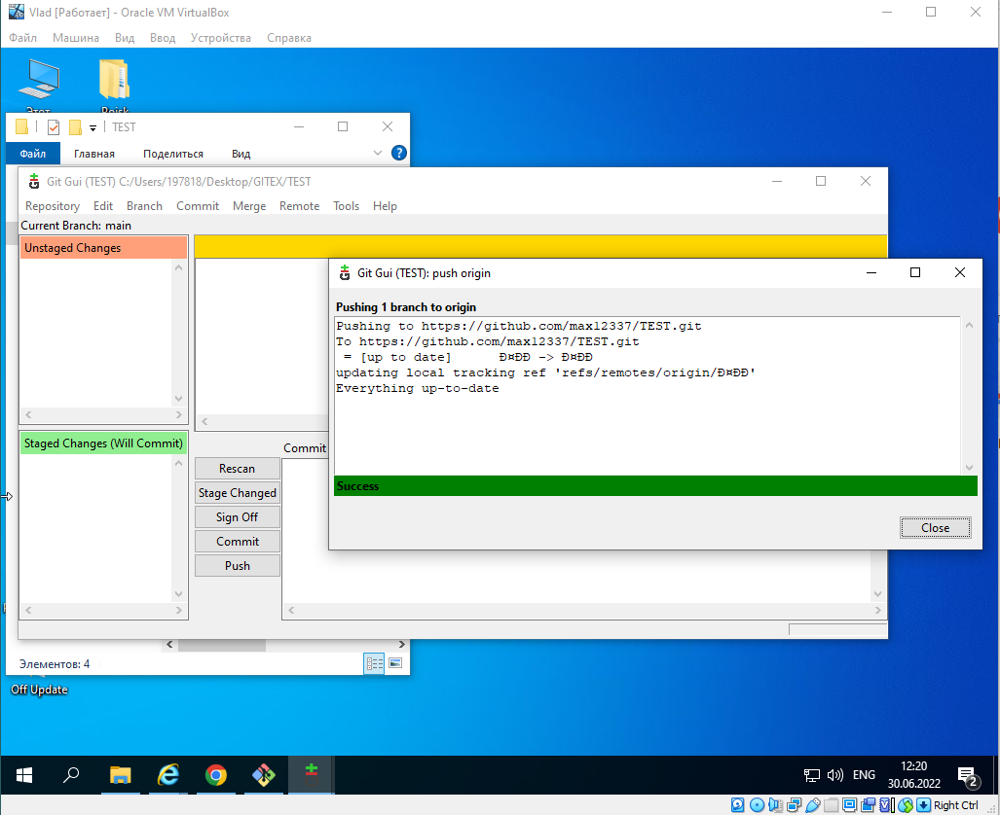 Vlad [Работает] - Oracle VM VirtualBox
Файл Машина Вид Ввод Устройства Справка
Этот
TEST
Файл Главная Поделиться Вид
Git Gui (TEST) C:/Users/197818/Desktop/GITEX/TEST
Repository Edit Branch Commit Merge Remote Tools Help
Current Branch: main
Unstaged Changes
Git Gui (TEST): push origin
Pushing 1 branch to origin
Pushing to https://github.com/max12337/TEST.git
To https://github.com/max12337/TEST.git
= [up to date] Ð¤ÐÐ -> Ð¤ÐÐ
updating local tracking ref 'refs/remotes/origin/Ð¤ÐÐ'
Everything up-to-date
Success
Close
Staged Changes (Will Commit)
Commit
Rescan
Stage Changed
Sign Off
Commit
Push
Элементов: 4
Off Update
ENG
12:20
30.06.2022
2
Right Ctrl